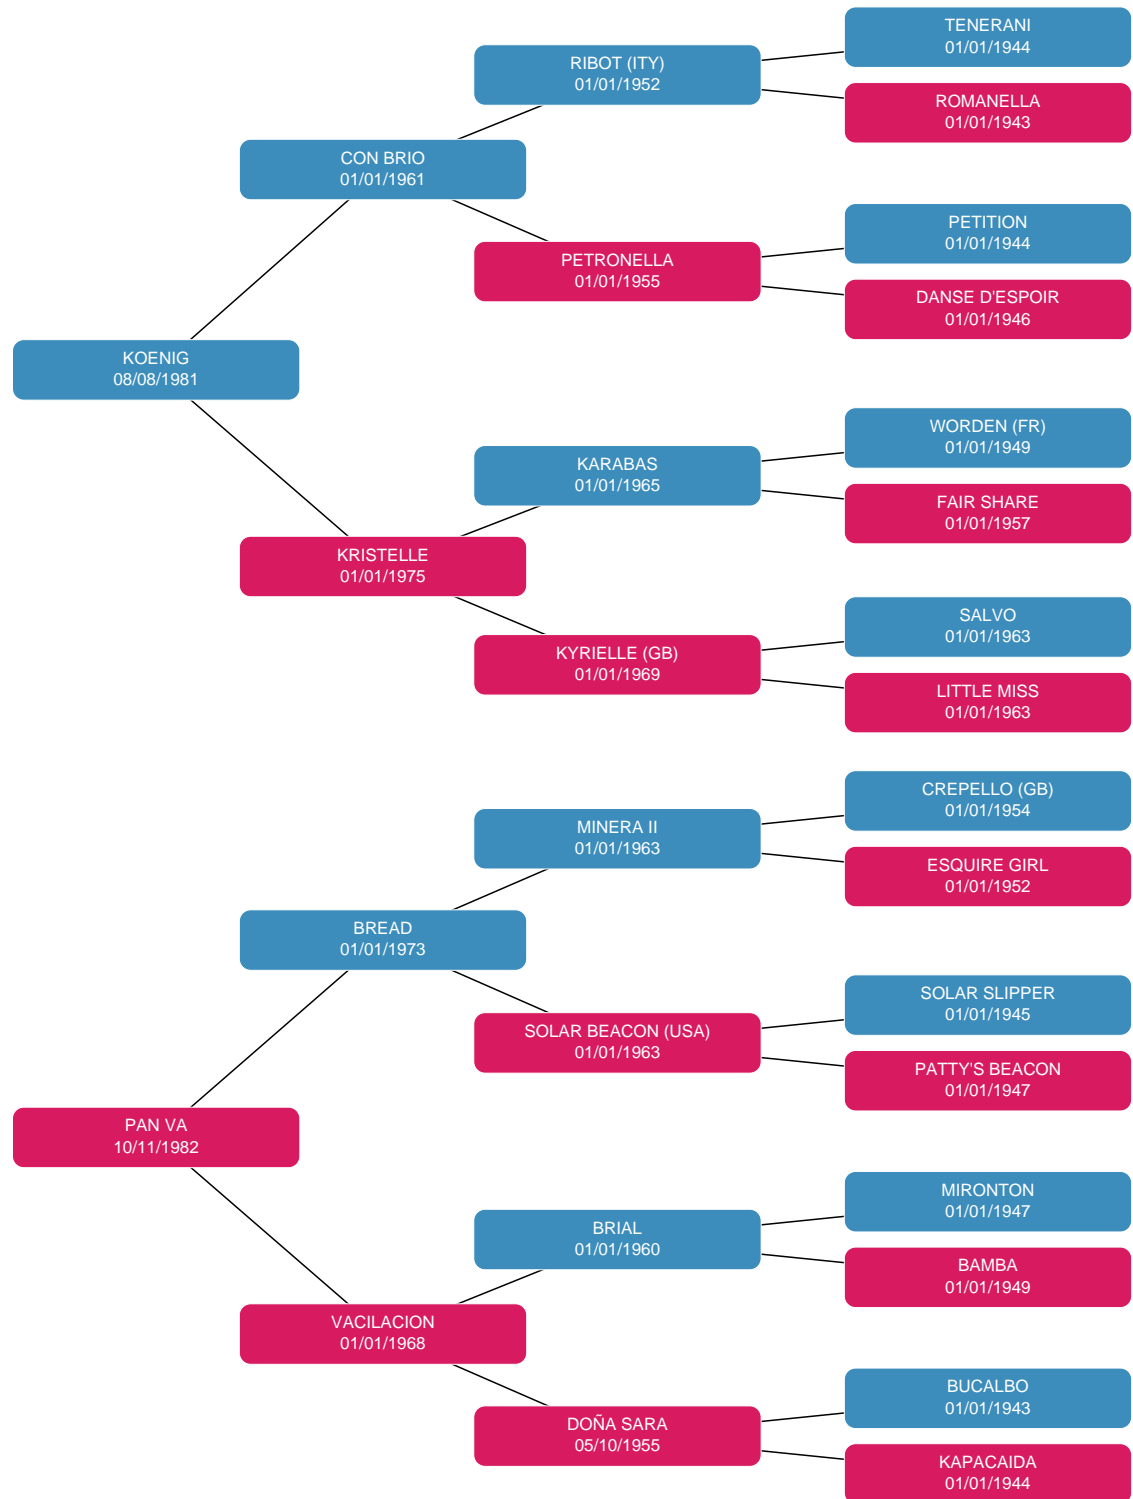 TENERANI
01/01/1944
RIBOT (ITY)
01/01/1952
ROMANELLA
01/01/1943
CON BRIO
01/01/1961
PETITION
01/01/1944
PETRONELLA
01/01/1955
DANSE D'ESPOIR
01/01/1946
KOENIG
08/08/1981
WORDEN (FR)
01/01/1949
KARABAS
01/01/1965
FAIR SHARE
01/01/1957
KRISTELLE
01/01/1975
SALVO
01/01/1963
KYRIELLE (GB)
01/01/1969
LITTLE MISS
01/01/1963
CREPELLO (GB)
01/01/1954
MINERA II
01/01/1963
ESQUIRE GIRL
01/01/1952
BREAD
01/01/1973
SOLAR SLIPPER
01/01/1945
SOLAR BEACON (USA)
01/01/1963
PATTY'S BEACON
01/01/1947
PAN VA
10/11/1982
MIRONTON
01/01/1947
BRIAL
01/01/1960
BAMBA
01/01/1949
VACILACION
01/01/1968
BUCALBO
01/01/1943
DOÑA SARA
05/10/1955
KAPACAIDA
01/01/1944